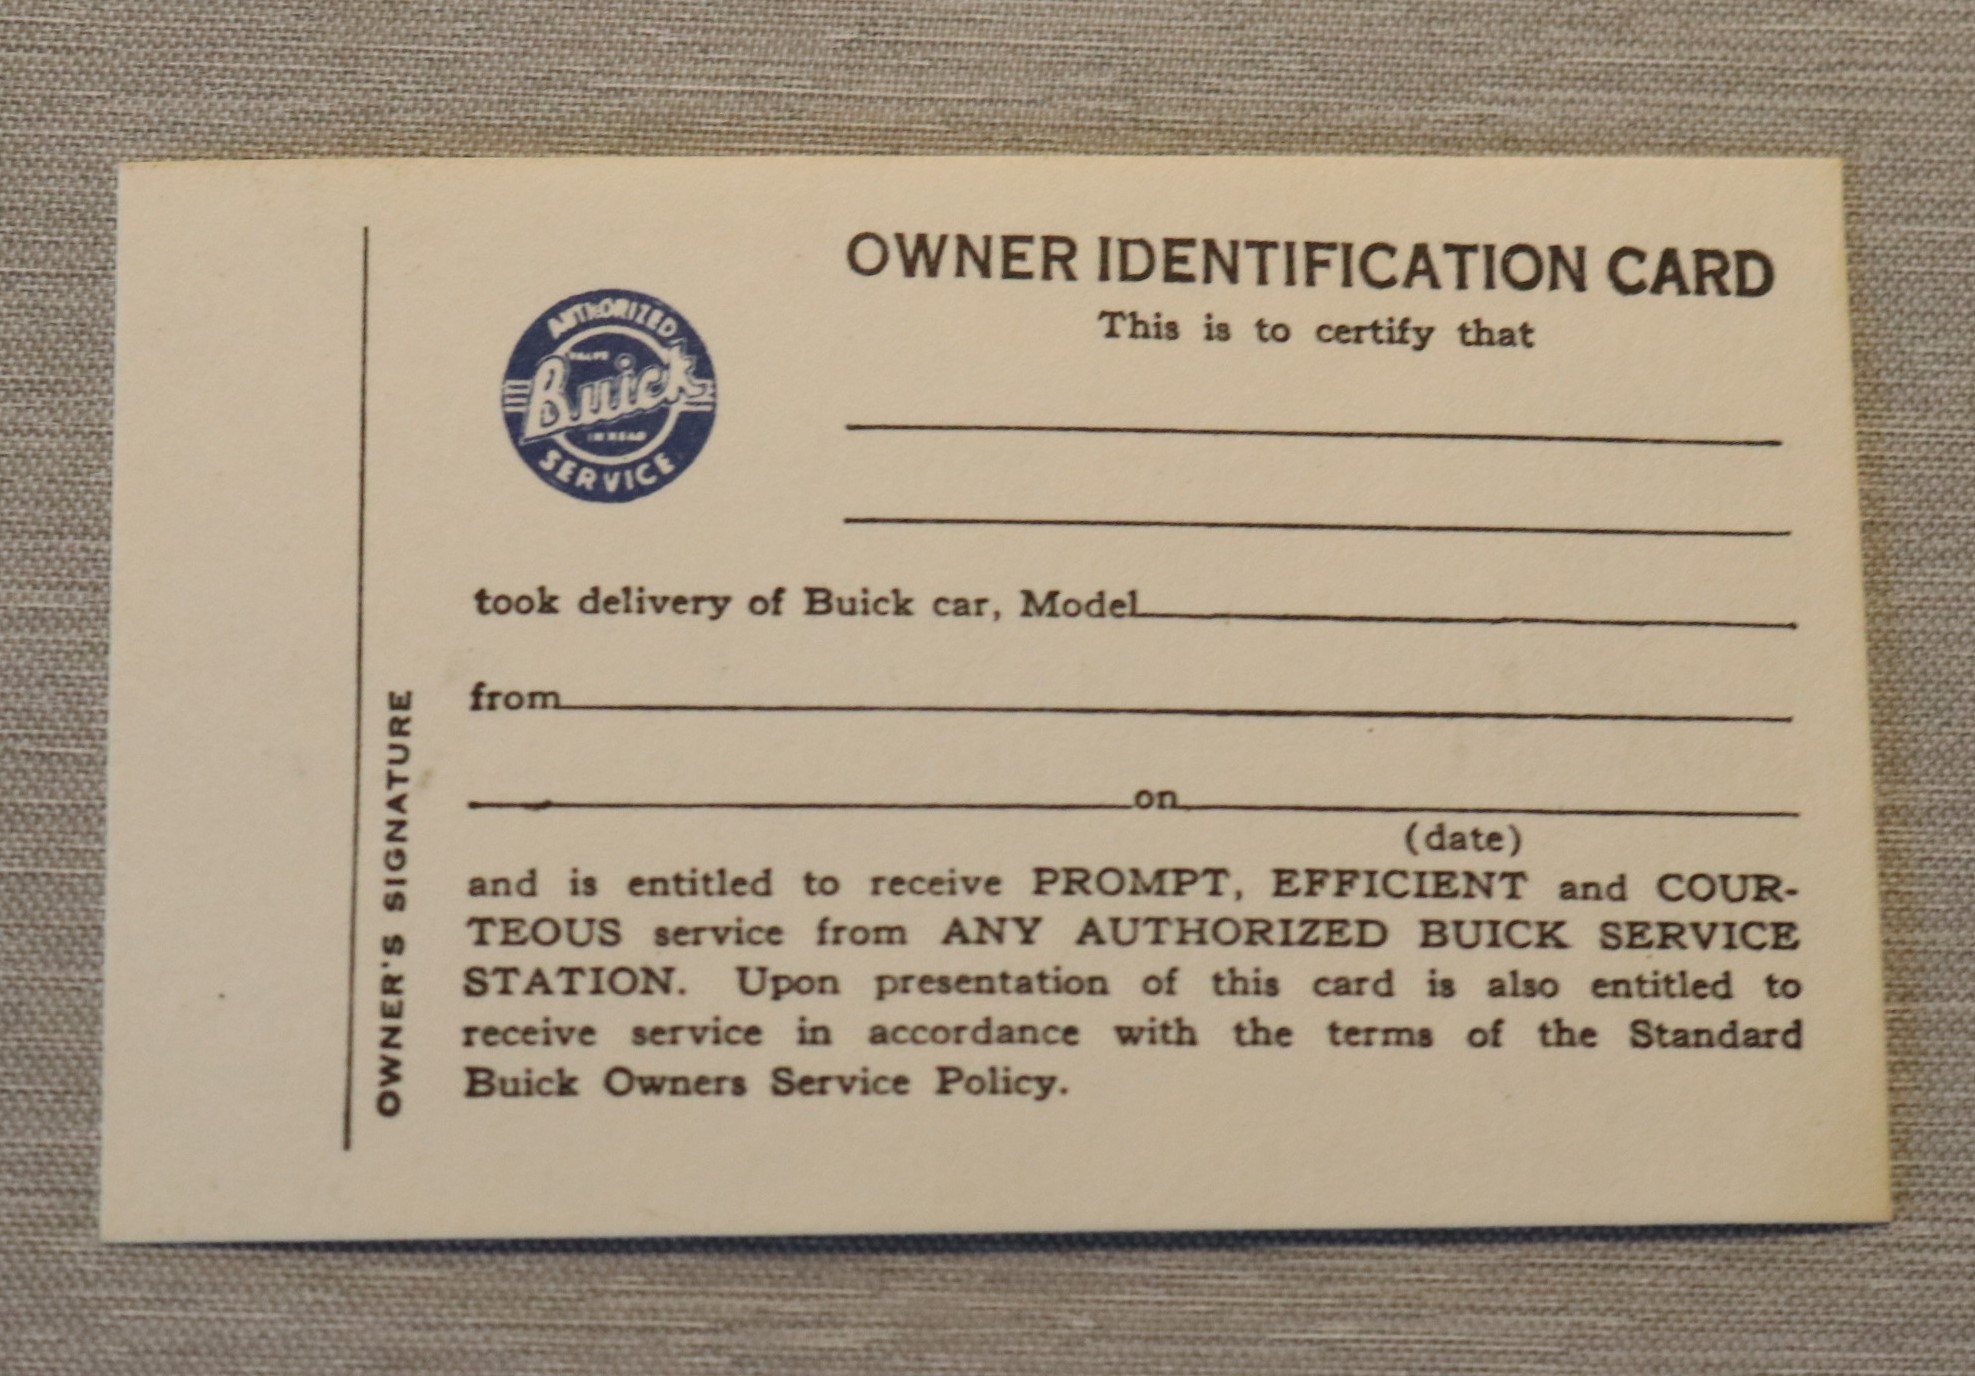 OWNER IDENTIFICATION CARD
This is to certify that
AUTHORIZED
VALVE
Buick
IN HEAD
SERVICE
took delivery of Buick car, Model
from
on
(date)
and is entitled to receive PROMPT, EFFICIENT and COUR-
TEOUS service from ANY AUTHORIZED BUICK SERVICE
STATION. Upon presentation of this card is also entitled to
receive service in accordance with the terms of the Standard
Buick Owners Service Policy.
OWNER'S SIGNATURE